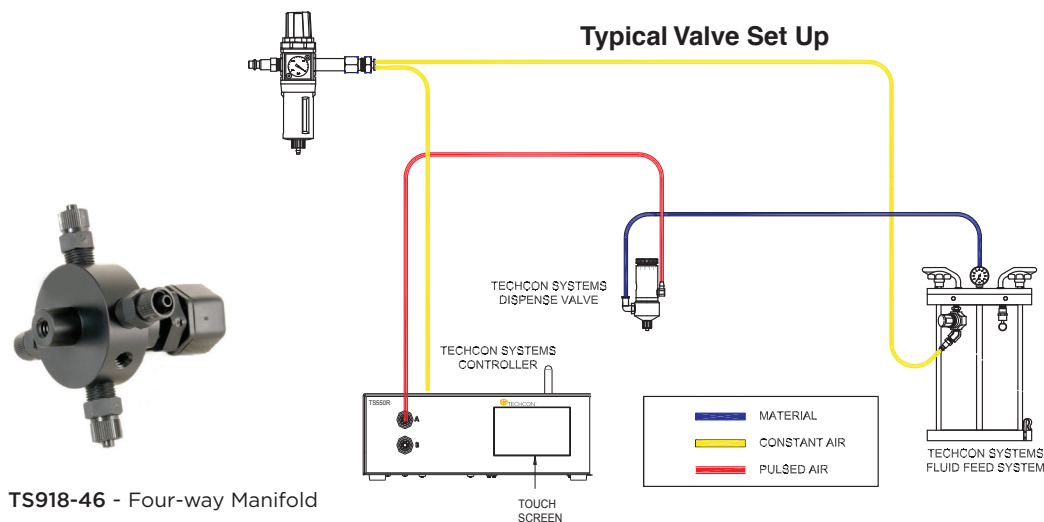 Typical Valve Set Up
TECHCON SYSTEMS
DISPENSE VALVE
TECHCON SYSTEMS
CONTROLLER
TS550R
TECHCON
A
B
MATERIAL
CONSTANT AIR
PULSED AIR
TECHCON SYSTEMS
FLUID FEED SYSTEM
TS918-46 - Four-way Manifold
TOUCH
SCREEN